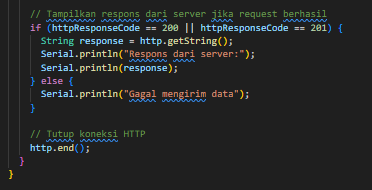 // Tampilkan respons dari server jika request berhasil
if (httpResponseCode == 200 || httpResponseCode == 201) {
String response = http.getString();
Serial.println("Respons dari server:");
Serial.println(response);
} else {
Serial.println("Gagal mengirim data");
}
// Tutup koneksi HTTP
http.end();
}
}